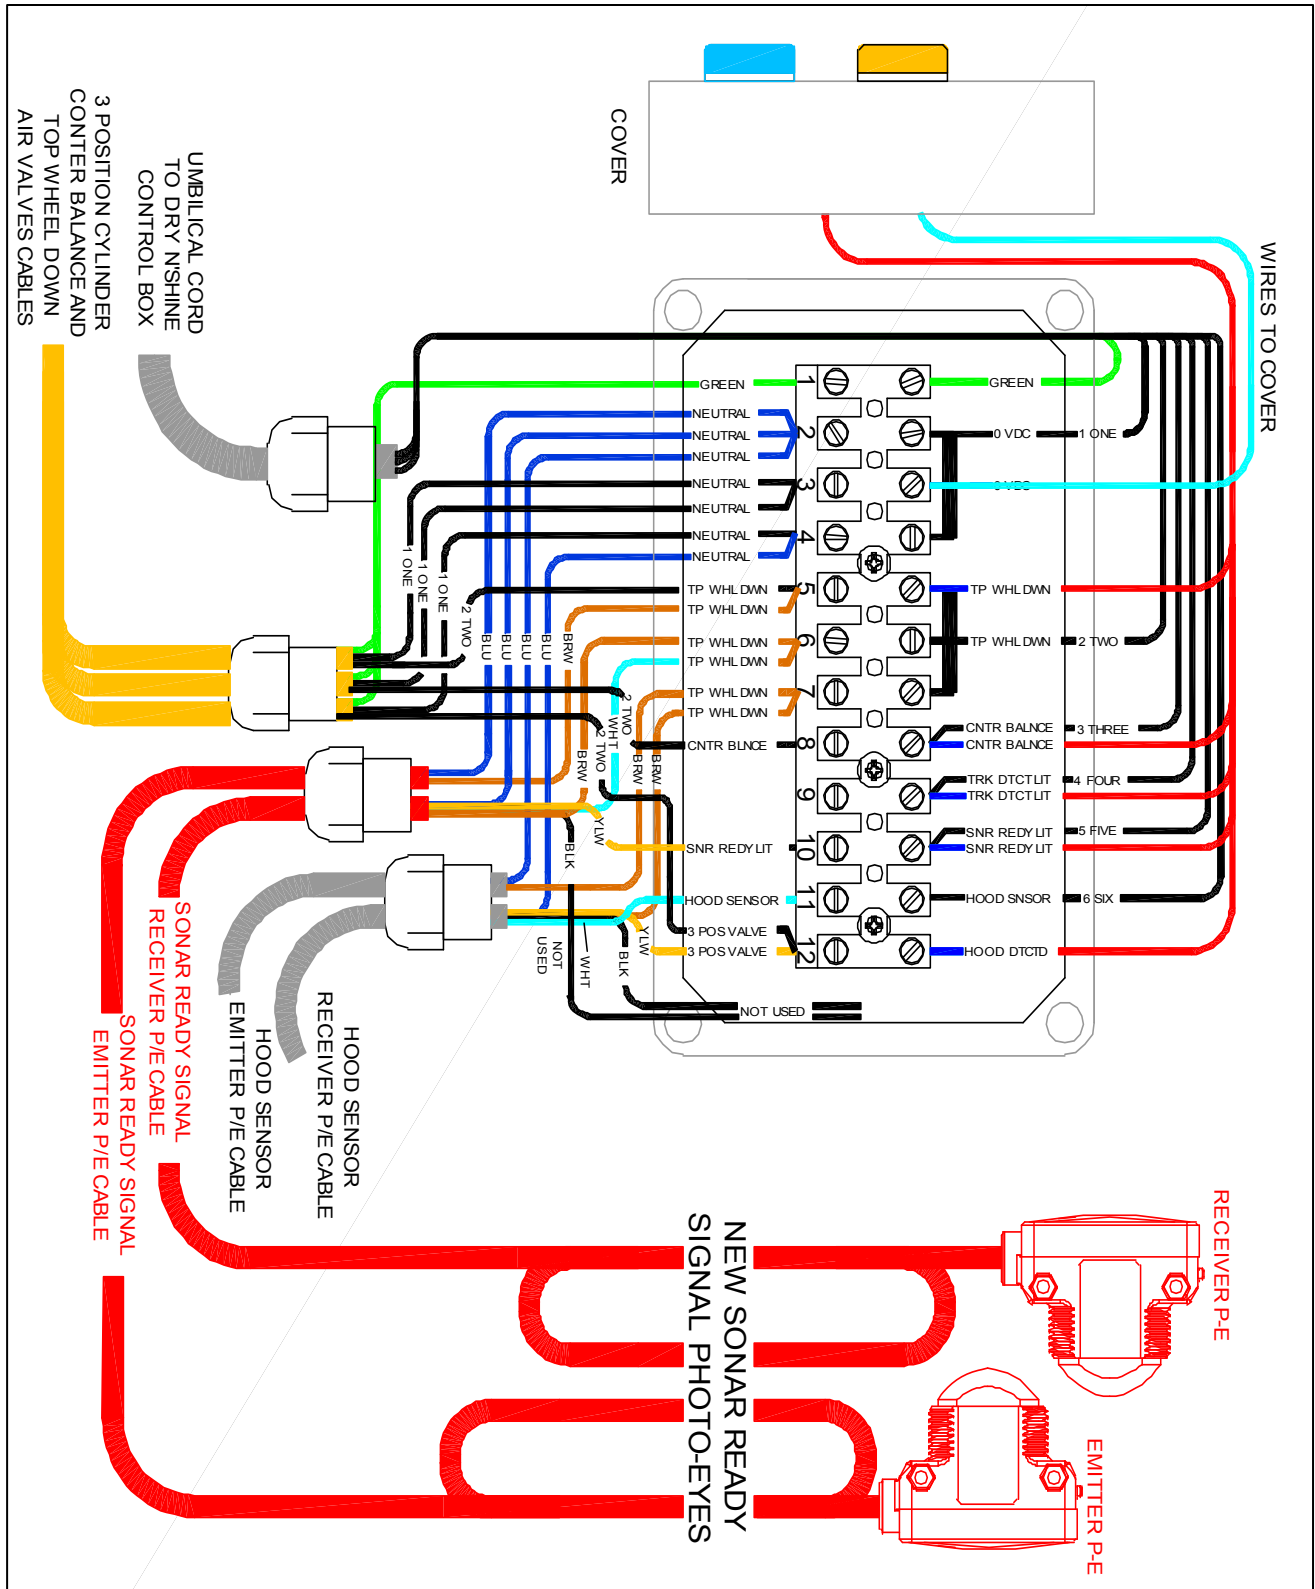 COVER
WIRES TO COVER
3 POSITION CYLINDER
CONTER BALANCE AND
TOP WHEEL DOWN
AIR VALVES CABLES
UMBILICAL CORD
TO DRY N'SHINE
CONTROL BOX
GREEN
NEUTRAL
NEUTRAL
NEUTRAL
NEUTRAL
NEUTRAL
NEUTRAL
NEUTRAL
TP WHL DWN
TP WHL DWN
TP WHL DWN
TP WHL DWN
TP WHL DWN
TP WHL DWN
CNTR BLNCE
SNR REDY LIT
HOOD SENSOR
3 POS VALVE
3 POS VALVE
NOT USED
1
2
3
4
5
6
7
8
9
10
11
12
GREEN
0 VDC
1 ONE
0 VDC
TP WHL DWN
TP WHL DWN
2 TWO
CNTR BALNCE
3 THREE
CNTR BALNCE
TRK DTCT LIT
4 FOUR
TRK DTCT LIT
SNR REDY LIT
5 FIVE
SNR REDY LIT
HOOD SNSOR
6 SIX
HOOD DTCTD
1 ONE
1 ONE
1 ONE
2 TWO
BLU
BLU
BLU
BLU
BRW
2 TWO
WHT
2 TWO
BRW
BRW
BRW
YLW
BLK
YLW
BLK
WHT
NOT
USED
SONAR READY SIGNAL
RECEIVER P/E CABLE
SONAR READY SIGNAL
EMITTER P/E CABLE
HOOD SENSOR
EMITTER P/E CABLE
HOOD SENSOR
RECEIVER P/E CABLE
NEW SONAR READY
SIGNAL PHOTO-EYES
RECEIVER P-E
EMITTER P-E